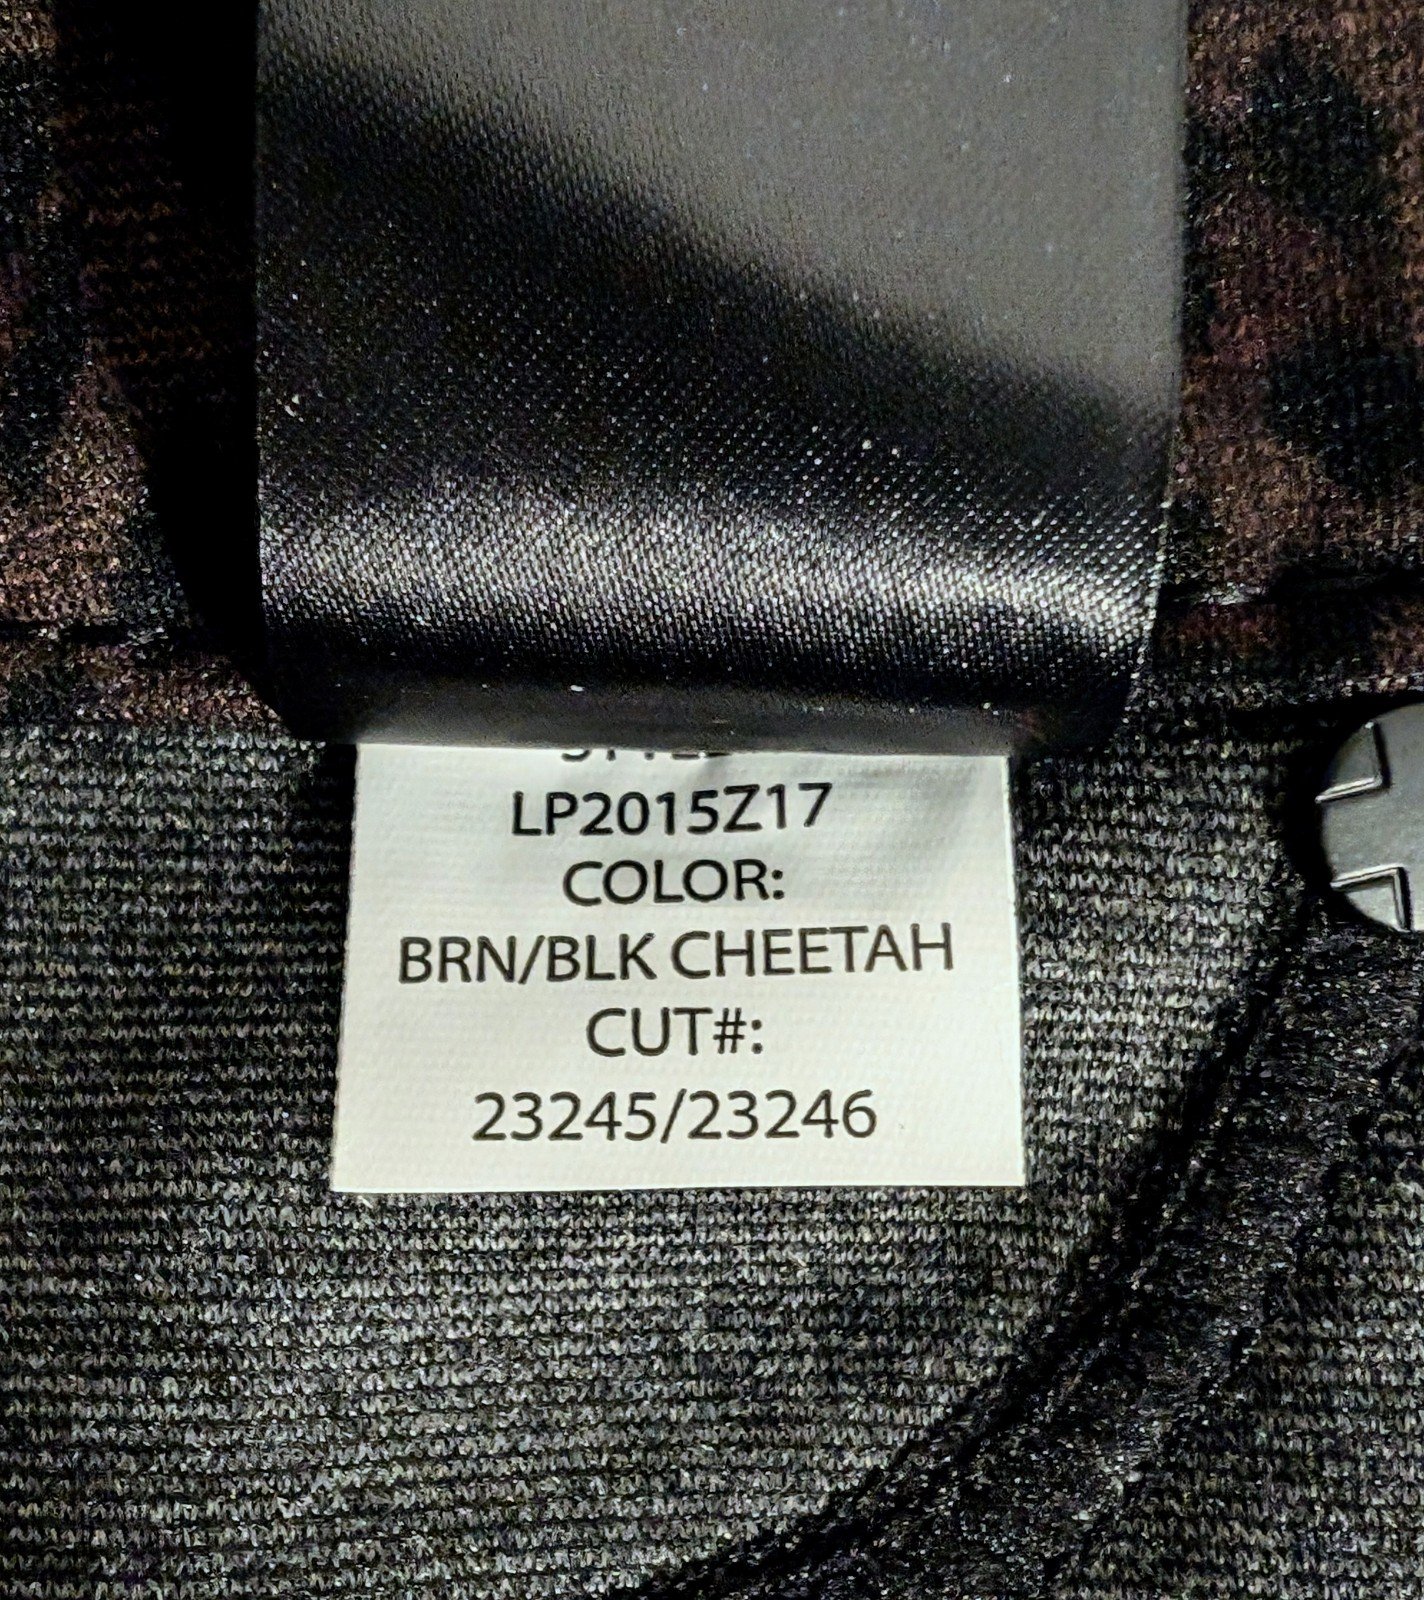 LP2015Z17
COLOR:
BRN/BLK CHEETAH
CUT#:
23245/23246